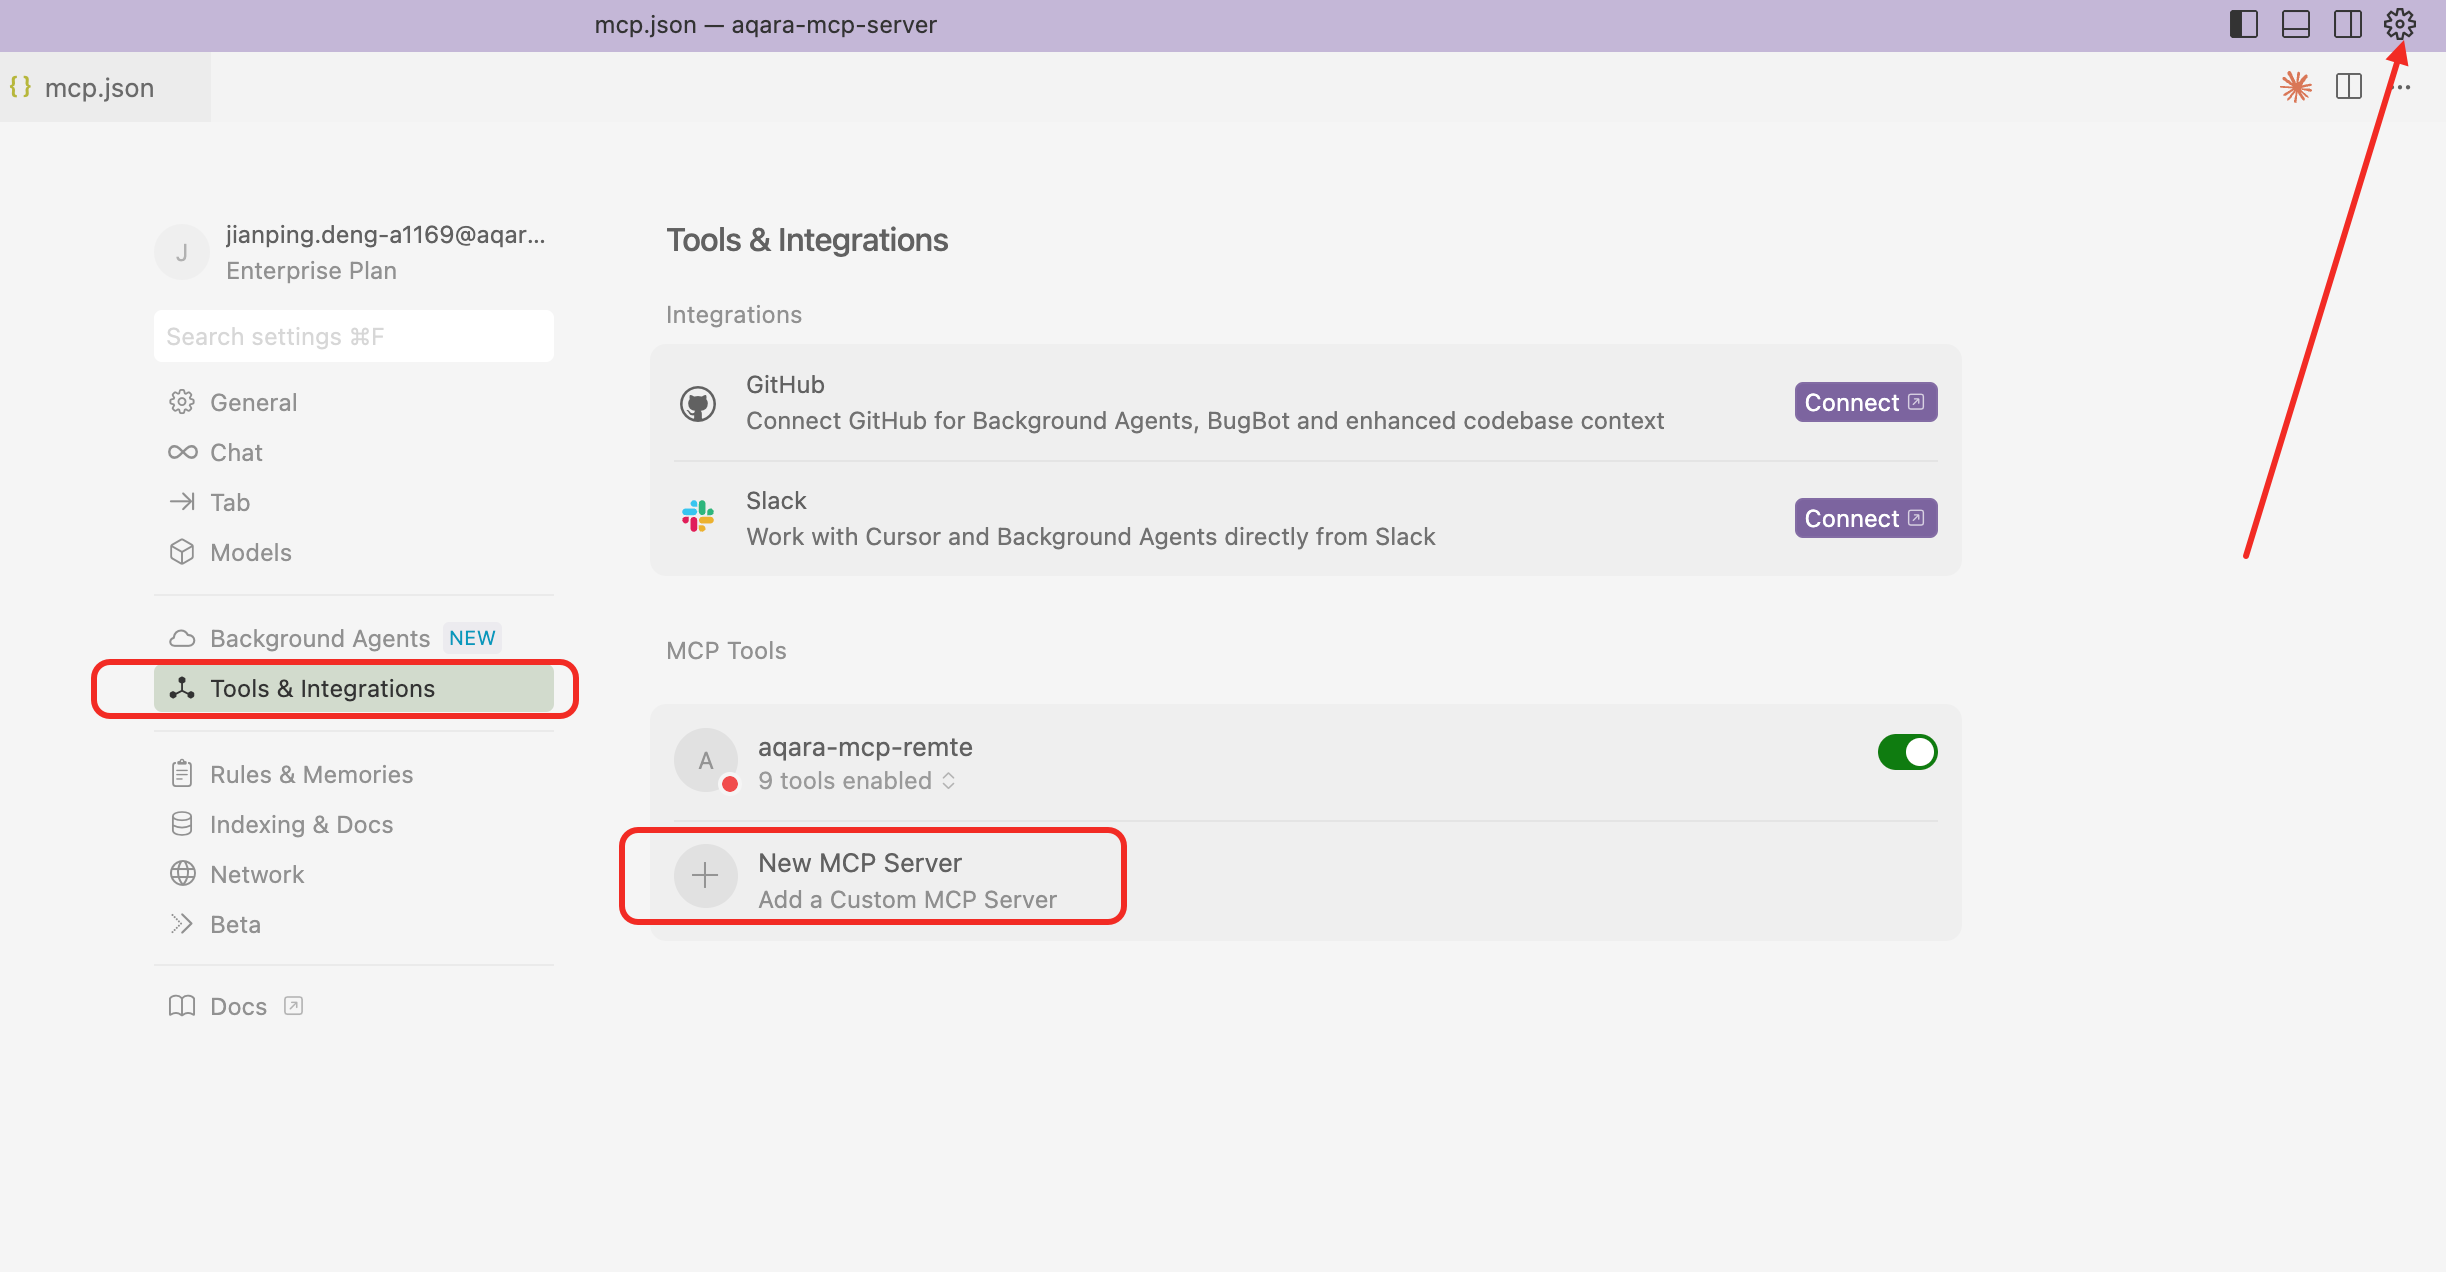 mcp.json — aqara-mcp-server
{} mcp.json
J
jianping.deng-a1169@aqar...
Enterprise Plan
Search settings ⌘F
General
Chat
Tab
Models
Background Agents NEW
Tools & Integrations
Rules & Memories
Indexing & Docs
Network
Beta
Docs
Tools & Integrations
Integrations
GitHub
Connect GitHub for Background Agents, BugBot and enhanced codebase context
Connect
Slack
Work with Cursor and Background Agents directly from Slack
Connect
MCP Tools
A
aqara-mcp-remte
9 tools enabled
New MCP Server
Add a Custom MCP Server